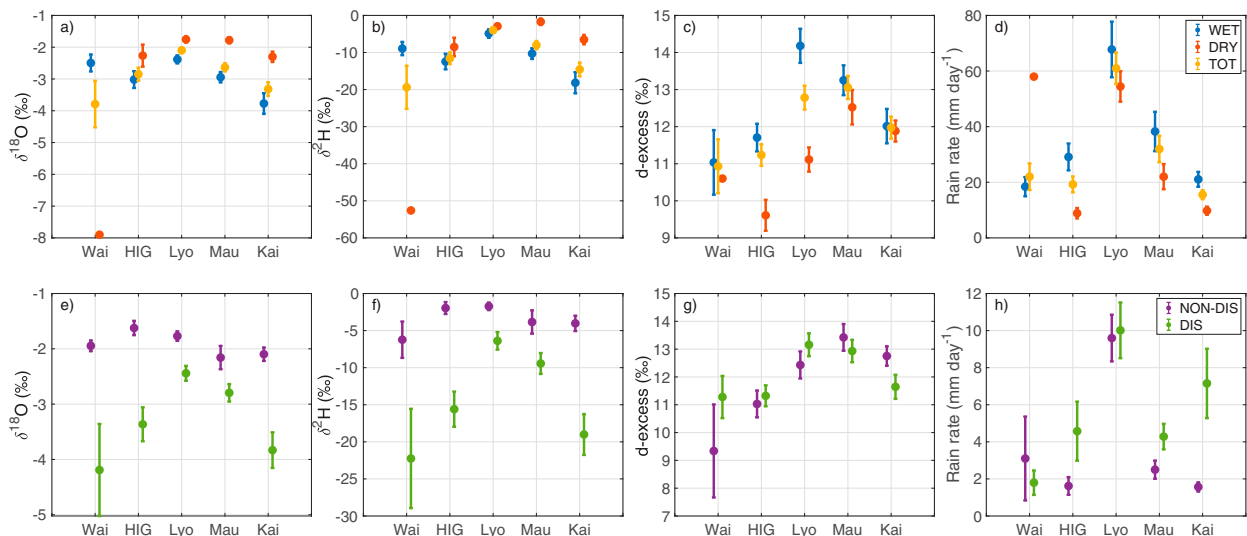 a)
δ18O (‰)
-1
-2
-3
-4
-5
-6
-7
-8
Wai HIG Lyo Mau Kai
b)
δ2H (‰)
0
-10
-20
-30
-40
-50
-60
Wai HIG Lyo Mau Kai
c)
d-excess (‰)
15
14
13
12
11
10
9
Wai HIG Lyo Mau Kai
d)
Rain rate (mm day-1)
80
60
40
20
0
Wai HIG Lyo Mau Kai
WET
DRY
TOT
e)
δ18O (‰)
-1
-2
-3
-4
-5
Wai HIG Lyo Mau Kai
f)
δ2H (‰)
0
-5
-10
-15
-20
-25
-30
Wai HIG Lyo Mau Kai
g)
d-excess (‰)
15
14
13
12
11
10
9
8
7
Wai HIG Lyo Mau Kai
h)
Rain rate (mm day-1)
12
10
8
6
4
2
0
Wai HIG Lyo Mau Kai
NON-DIS
DIS